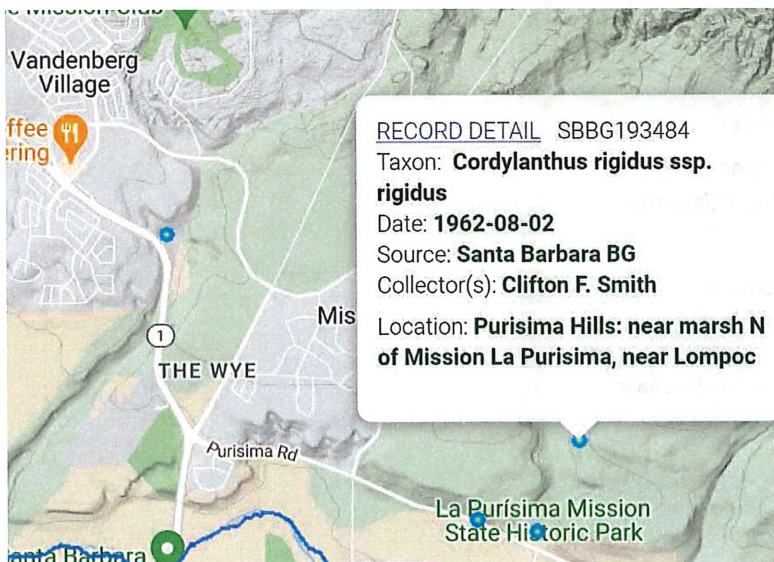 Vandenberg
Village
RECORD DETAIL SBBG193484
Taxon: Cordylanthus rigidus ssp.
rigidus
Date: 1962-08-02
Source: Santa Barbara BG
Collector(s): Clifton F. Smith
Location: Purisima Hills: near marsh N
of Mission La Purisima, near Lompoc
Mis
1
THE WYE
Purisima Rd
La Purísima Mission
State Historic Park
anta Barbara